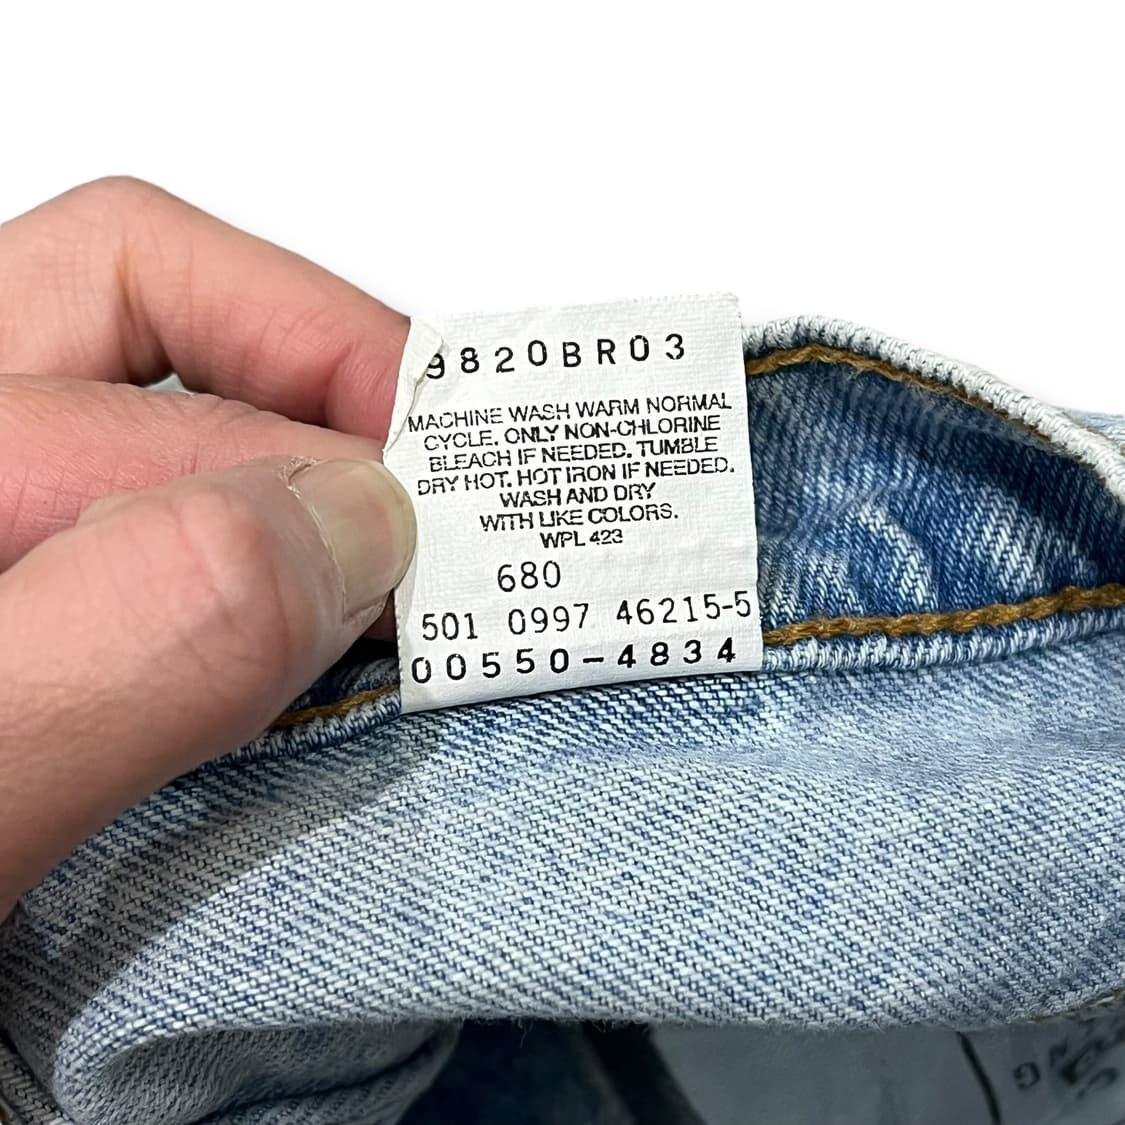 9820BR03
MACHINE WASH WARM NORMAL
CYCLE. ONLY NON-CHLORINE
BLEACH IF NEEDED. TUMBLE
DRY HOT. HOT IRON IF NEEDED.
WASH AND DRY
WITH LIKE COLORS.
WPL 423
680
501 0997 46215-5
00550-4834